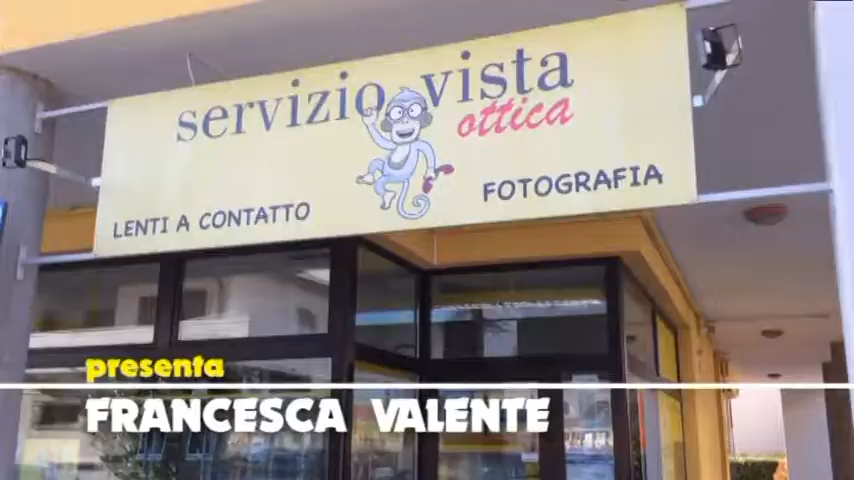 servizio vista
ottica
LENTI A CONTATTO
FOTOGRAFIA
presenta
FRANCESCA VALENTE